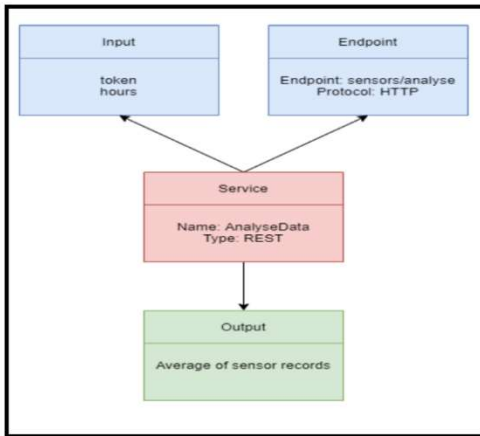 Input
token
hours
Endpoint
Endpoint: sensors/analyse
Protocol: HTTP
Service
Name: AnalyseData
Type: REST
Output
Average of sensor records